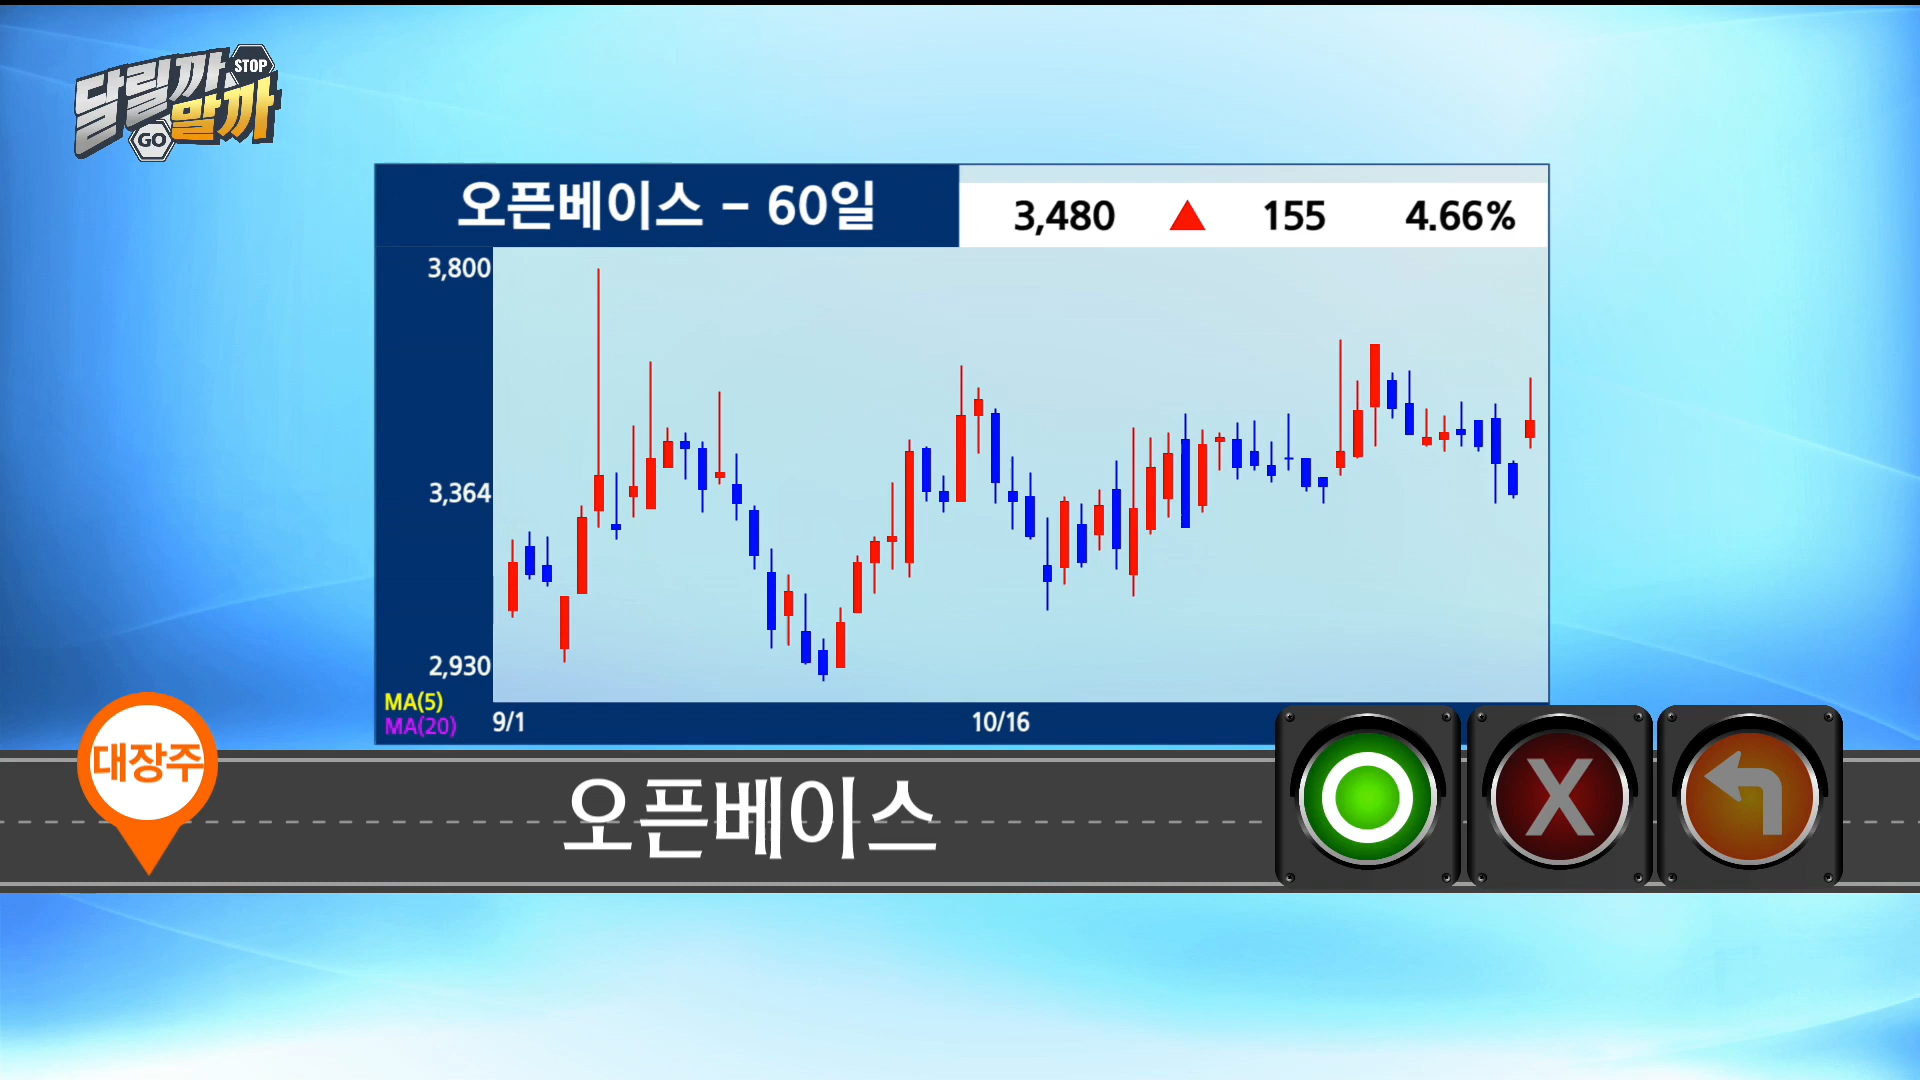 달릴까 STOP
GO 말까
오픈베이스 - 60일
3,480 ▲ 155 4.66%
3,800
3,364
2,930
MA(5)
MA(20)
9/1 10/16
대장주
오픈베이스
O X